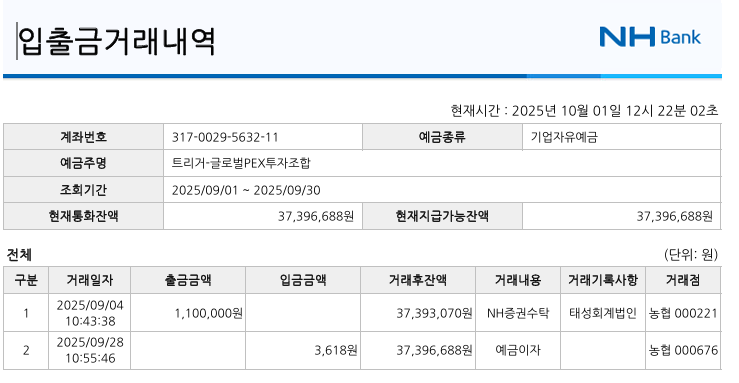 입출금거래내역
NH Bank
현재시간 : 2025년 10월 01일 12시 22분 02초
계좌번호 317-0029-5632-11 예금종류 기업자유예금
예금주명 트리거-글로벌PEX투자조합
조회기간 2025/09/01 ~ 2025/09/30
현재통화잔액 37,396,688원 현재지급가능잔액 37,396,688원
전체 (단위: 원)
구분 거래일자 출금금액 입금금액 거래후잔액 거래내용 거래기록사항 거래점
1 2025/09/04 10:43:38 1,100,000원 37,393,070원 NH증권수탁 태성회계법인 농협 000221
2 2025/09/28 10:55:46 3,618원 37,396,688원 예금이자 농협 000676